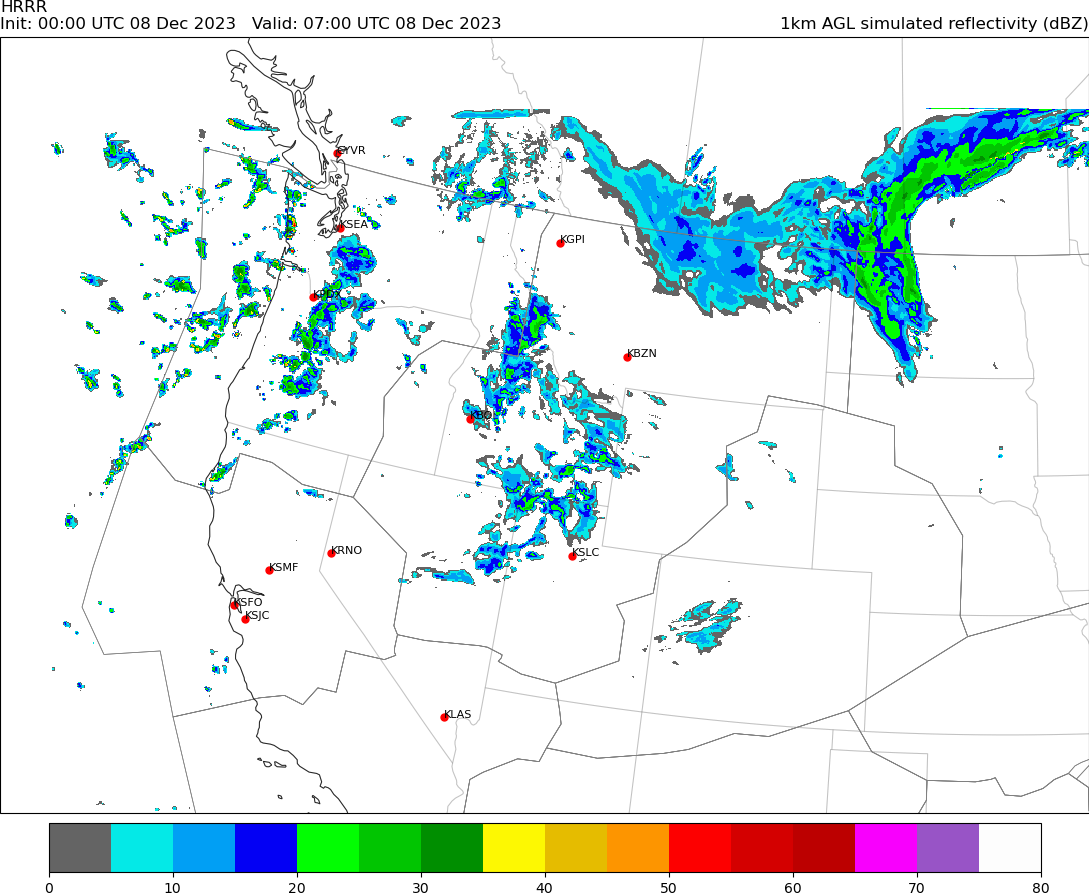 HRRR
Init: 00:00 UTC 08 Dec 2023   Valid: 07:00 UTC 08 Dec 2023
1km AGL simulated reflectivity (dBZ)
CYVR
KSEA
KGPI
KPDX
KBZN
KBOI
KRNO
KSLC
KSMF
KSFO
KSJC
KLAS
0 10 20 30 40 50 60 70 80